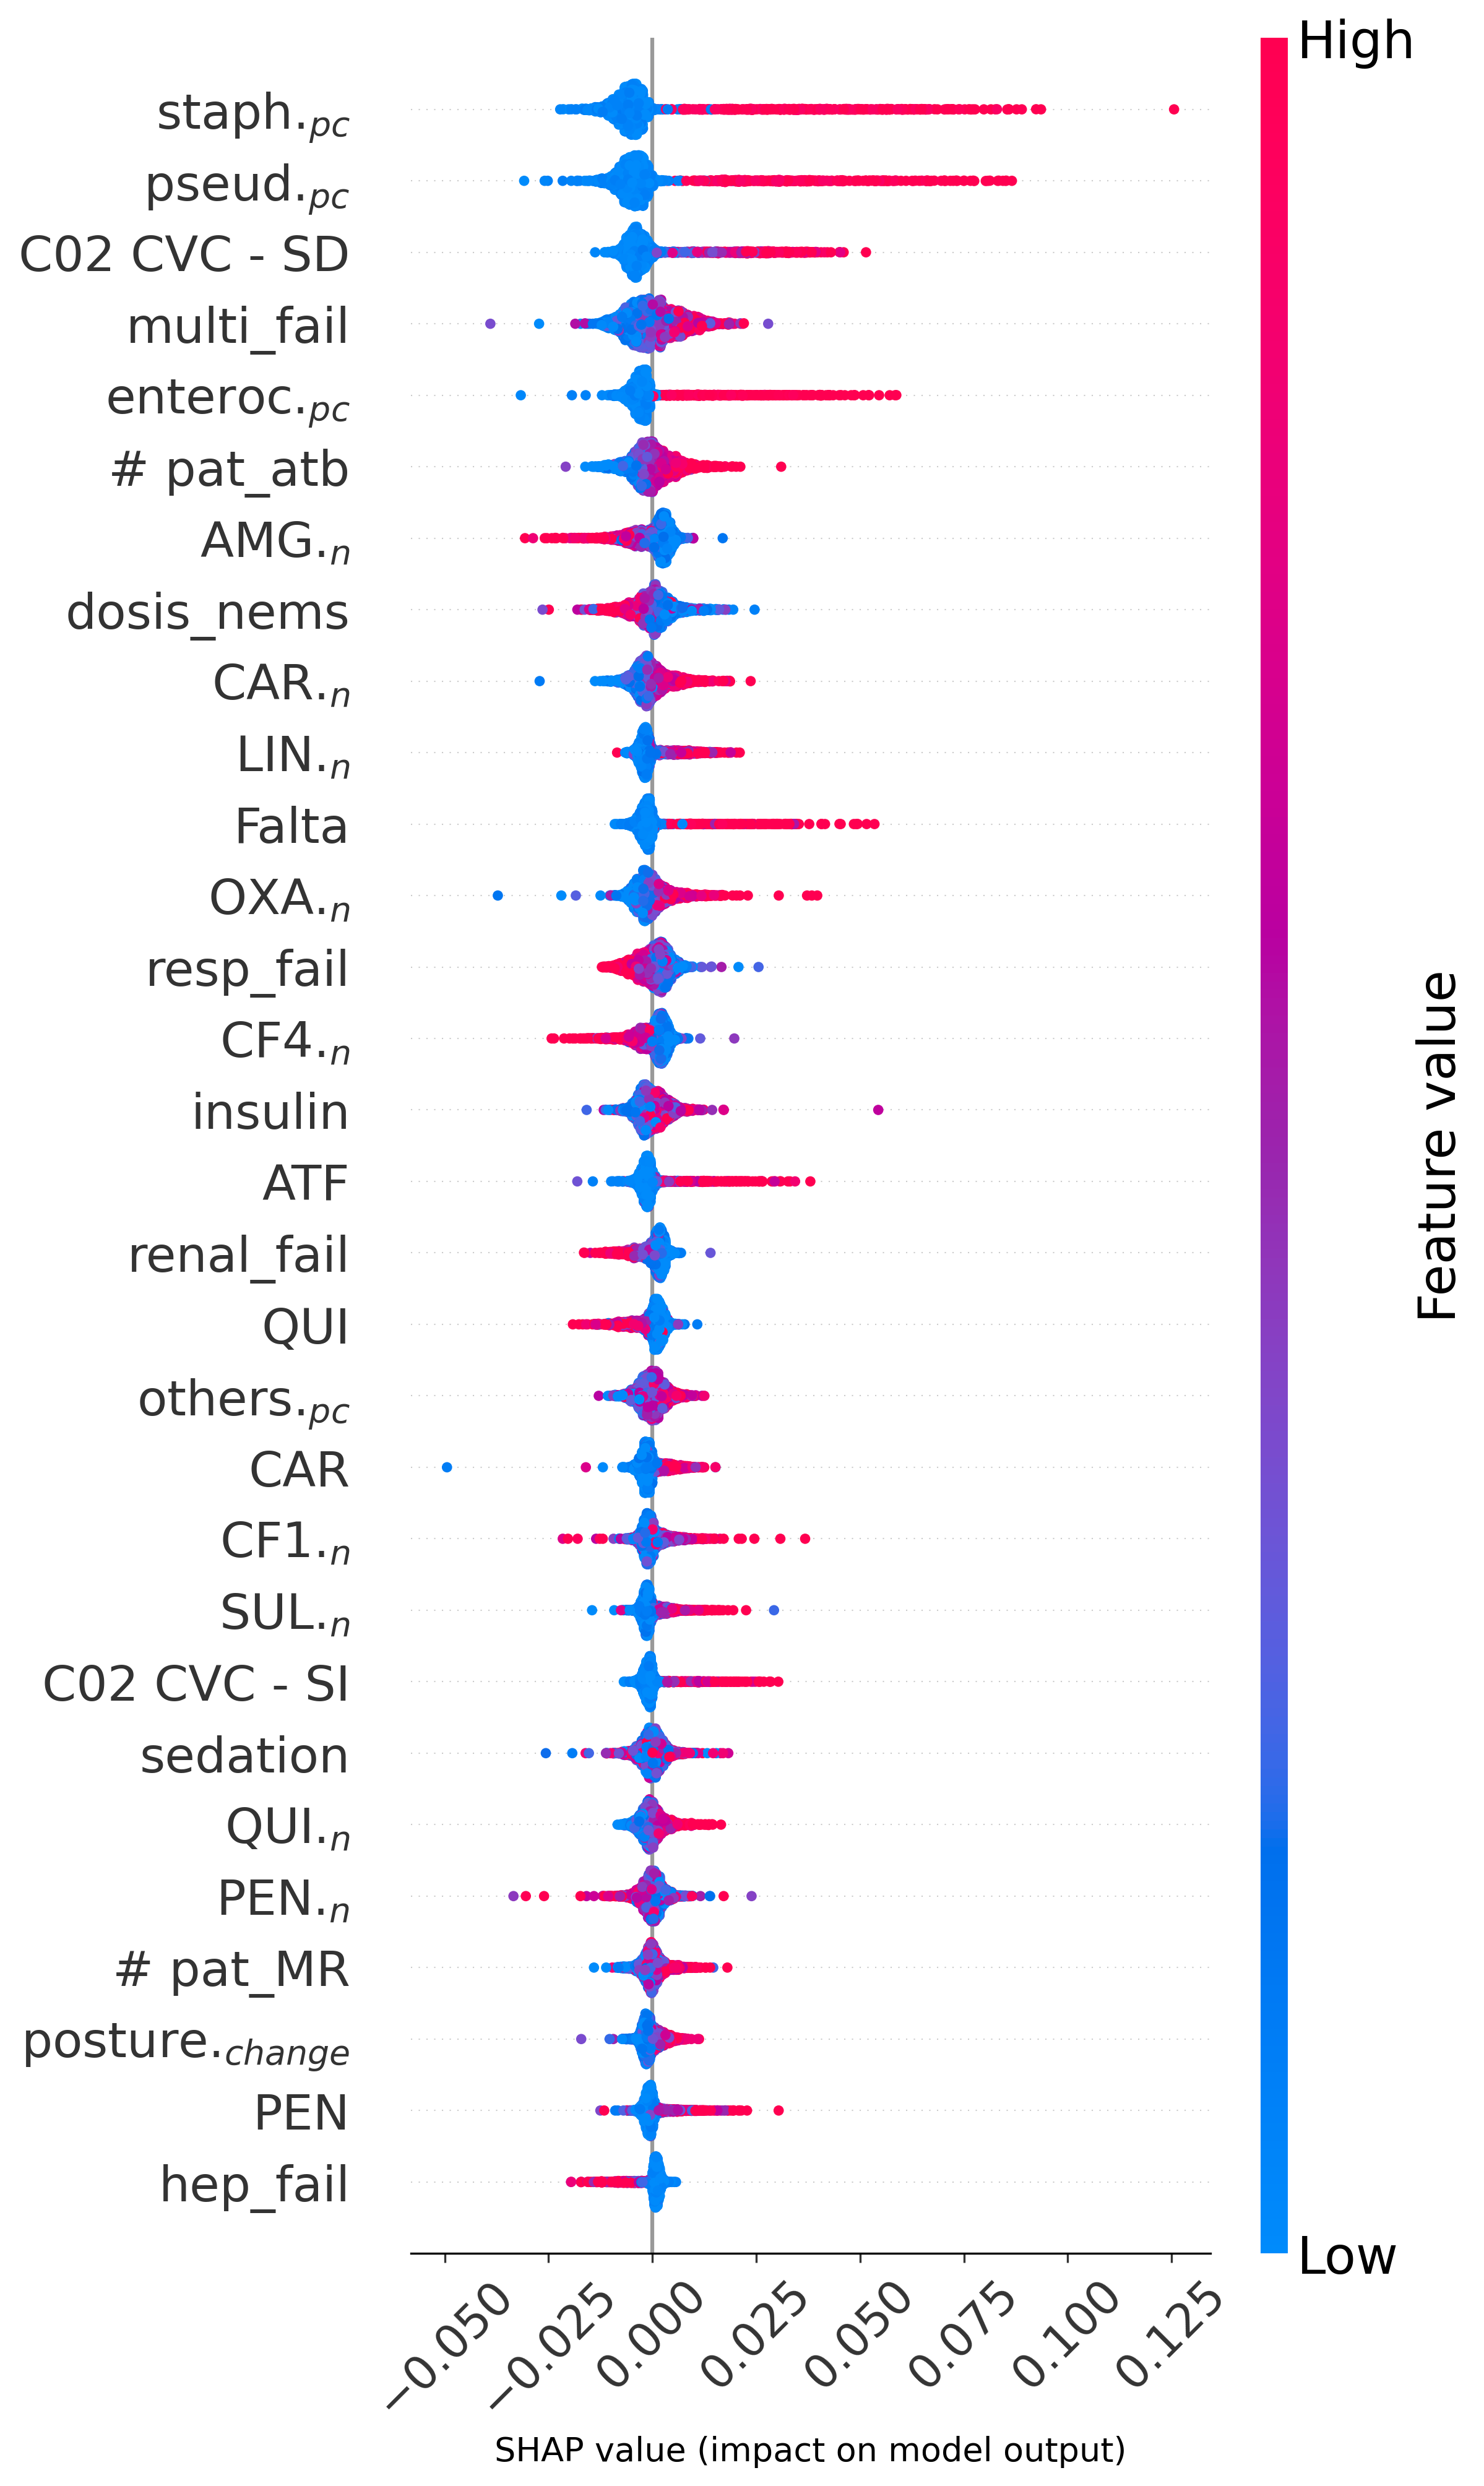 High
staph.pc
pseud.pc
C02 CVC - SD
multi_fail
enteroc.pc
# pat_atb
AMG.n
dosis_nems
CAR.n
LIN.n
Falta
OXA.n
resp_fail
CF4.n
insulin
ATF
renal_fail
QUI
others.pc
CAR
CF1.n
SUL.n
C02 CVC - SI
sedation
QUI.n
PEN.n
# pat_MR
posture.change
PEN
hep_fail
Feature value
Low
−0.050 −0.025 0.000 0.025 0.050 0.075 0.100 0.125
SHAP value (impact on model output)